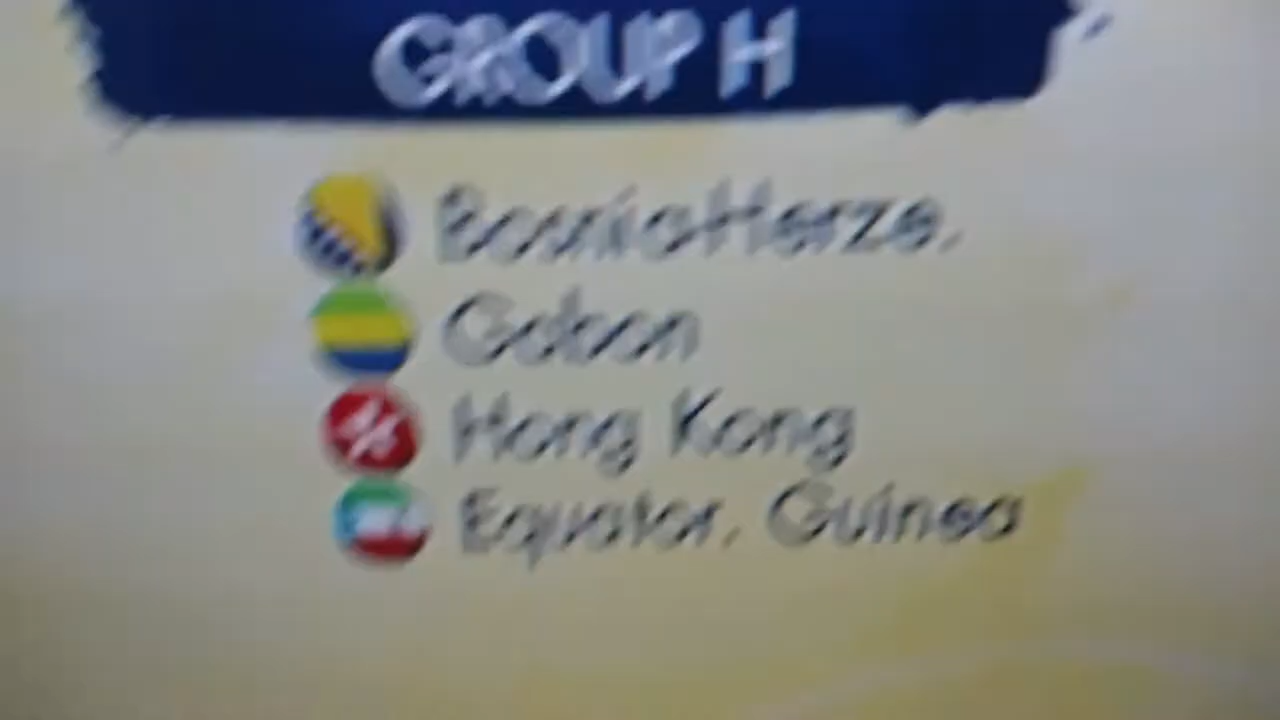 GROUP H
Bosnia-Herze.
Gabon
Hong Kong
Equator. Guinea